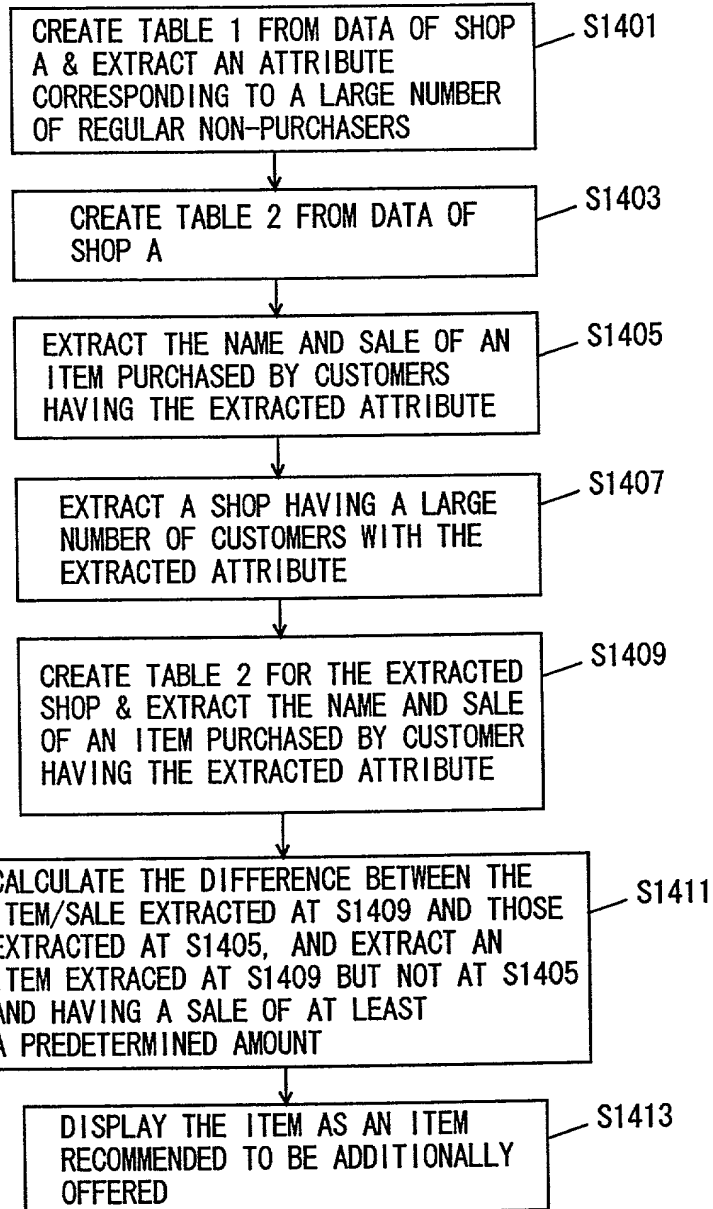 CREATE TABLE 1 FROM DATA OF SHOP
A & EXTRACT AN ATTRIBUTE
CORRESPONDING TO A LARGE NUMBER
OF REGULAR NON-PURCHASERS
S1401
CREATE TABLE 2 FROM DATA OF
SHOP A
S1403
EXTRACT THE NAME AND SALE OF AN
ITEM PURCHASED BY CUSTOMERS
HAVING THE EXTRACTED ATTRIBUTE
S1405
EXTRACT A SHOP HAVING A LARGE
NUMBER OF CUSTOMERS WITH THE
EXTRACTED ATTRIBUTE
S1407
CREATE TABLE 2 FOR THE EXTRACTED
SHOP & EXTRACT THE NAME AND SALE
OF AN ITEM PURCHASED BY CUSTOMER
HAVING THE EXTRACTED ATTRIBUTE
S1409
CALCULATE THE DIFFERENCE BETWEEN THE
ITEM/SALE EXTRACTED AT S1409 AND THOSE
EXTRACTED AT S1405, AND EXTRACT AN
ITEM EXTRACED AT S1409 BUT NOT AT S1405
AND HAVING A SALE OF AT LEAST
A PREDETERMINED AMOUNT
S1411
DISPLAY THE ITEM AS AN ITEM
RECOMMENDED TO BE ADDITIONALLY
OFFERED
S1413